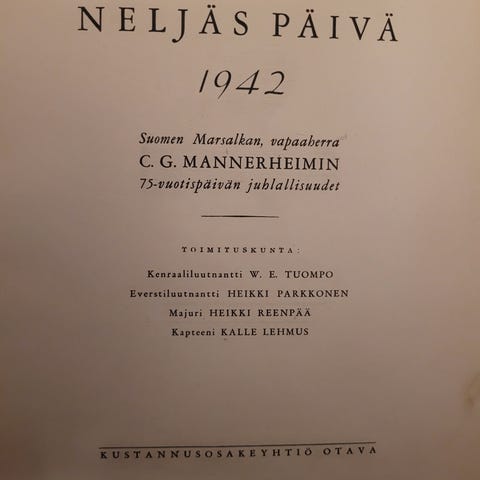 NELJÄS PÄIVÄ
1942
Suomen Marsalkan, vapaaherra
C. G. MANNERHEIMIN
75-vuotispäivän juhlallisuudet
TOIMITUSKUNTA:
Kenraaliluutnantti W. E. TUOMPO
Everstiluutnantti HEIKKI PARKKONEN
Majuri HEIKKI REENPÄÄ
Kapteeni KALLE LEHMUS
KUSTANNUSOSAKEYHTIÖ OTAVA